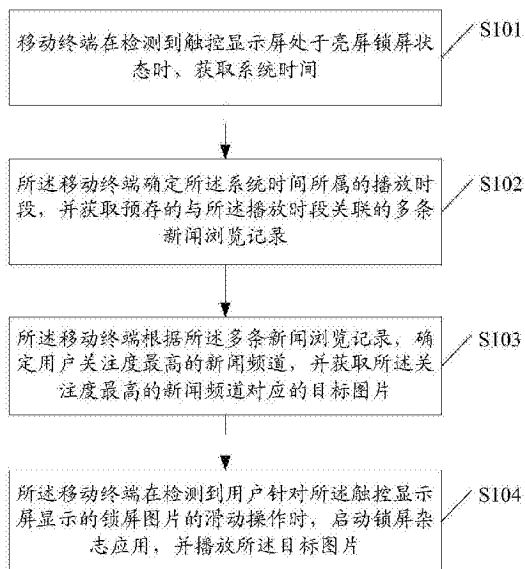 移动终端在检测到触控显示屏处于亮屏锁屏状
态时,获取系统时间
S101
所述移动终端确定所述系统时间所属的播放时
段,并获取预存的与所述播放时段关联的多条
新闻浏览记录
S102
所述移动终端根据所述多条新闻浏览记录,确
定用户关注度最高的新闻频道,并获取所述关
注度最高的新闻频道对应的目标图片
S103
所述移动终端在检测到用户针对所述触控显示
屏显示的锁屏图片的滑动操作时,启动锁屏杂
志应用,并播放所述目标图片
S104